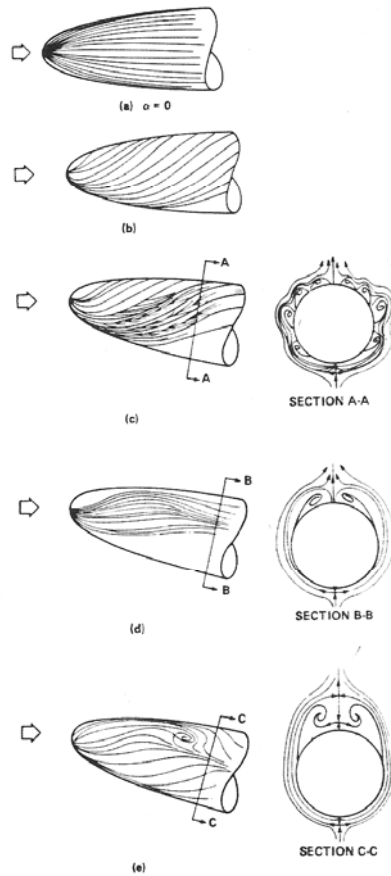 (a) α = 0
(b)
A
A
SECTION A-A
(c)
B
B
SECTION B-B
(d)
C
C
SECTION C-C
(e)